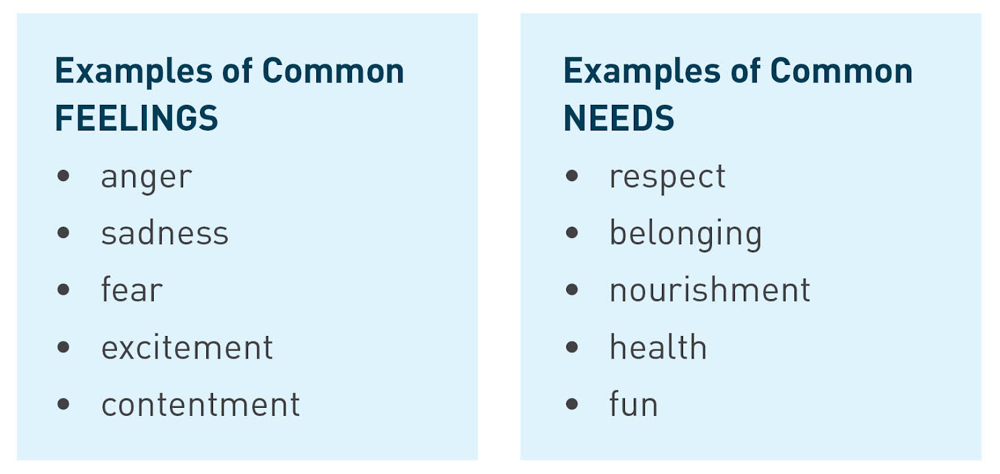 Examples of Common
FEELINGS
• anger
• sadness
• fear
• excitement
• contentment
Examples of Common
NEEDS
• respect
• belonging
• nourishment
• health
• fun